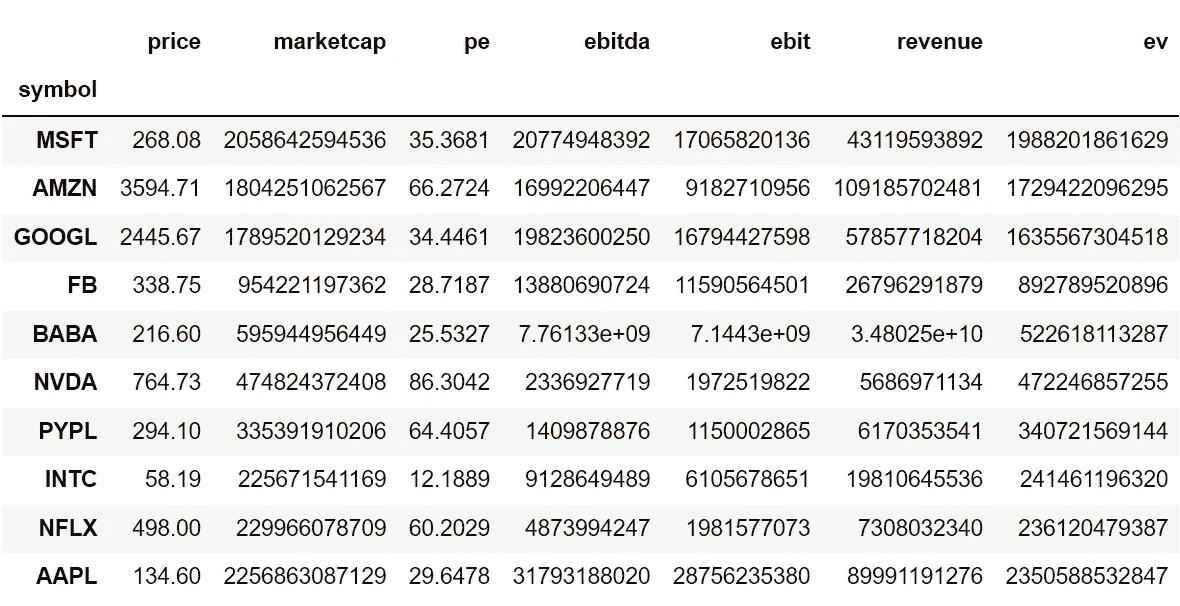 price marketcap pe ebitda ebit revenue ev
symbol
MSFT 268.08 2058642594536 35.3681 20774948392 17065820136 43119593892 1988201861629
AMZN 3594.71 1804251062567 66.2724 16992206447 9182710956 109185702481 1729422096295
GOOGL 2445.67 1789520129234 34.4461 19823600250 16794427598 57857718204 1635567304518
FB 338.75 954221197362 28.7187 13880690724 11590564501 26796291879 892789520896
BABA 216.60 595944956449 25.5327 7.76133e+09 7.1443e+09 3.48025e+10 522618113287
NVDA 764.73 474824372408 86.3042 2336927719 1972519822 5686971134 472246857255
PYPL 294.10 335391910206 64.4057 1409878876 1150002865 6170353541 340721569144
INTC 58.19 225671541169 12.1889 9128649489 6105678651 19810645536 241461196320
NFLX 498.00 229966078709 60.2029 4873994247 1981577073 7308032340 236120479387
AAPL 134.60 2256863087129 29.6478 31793188020 28756235380 89991191276 2350588532847